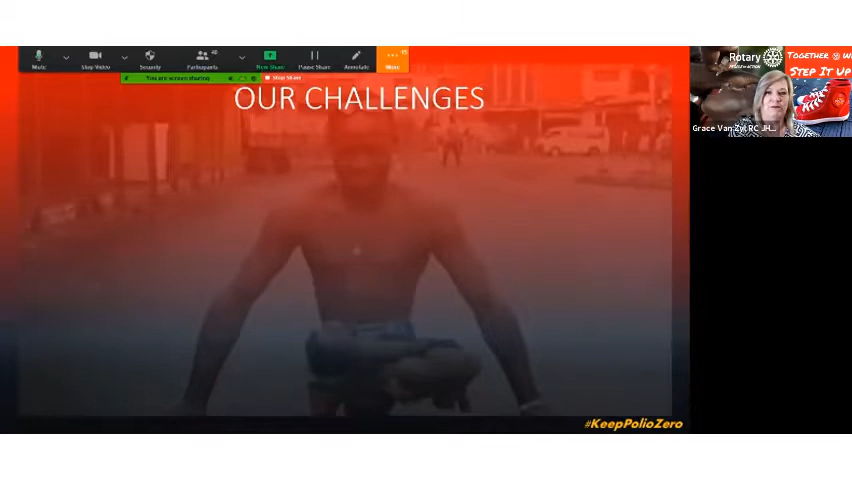 Mute
Stop Video
Security
Participants
New Share
Pause Share
Annotate
More
You are screen sharing
Stop Share
OUR CHALLENGES
#KeepPolioZero
Rotary
TOGETHER
STEP IT UP
Grace Van Zyl RC JH...